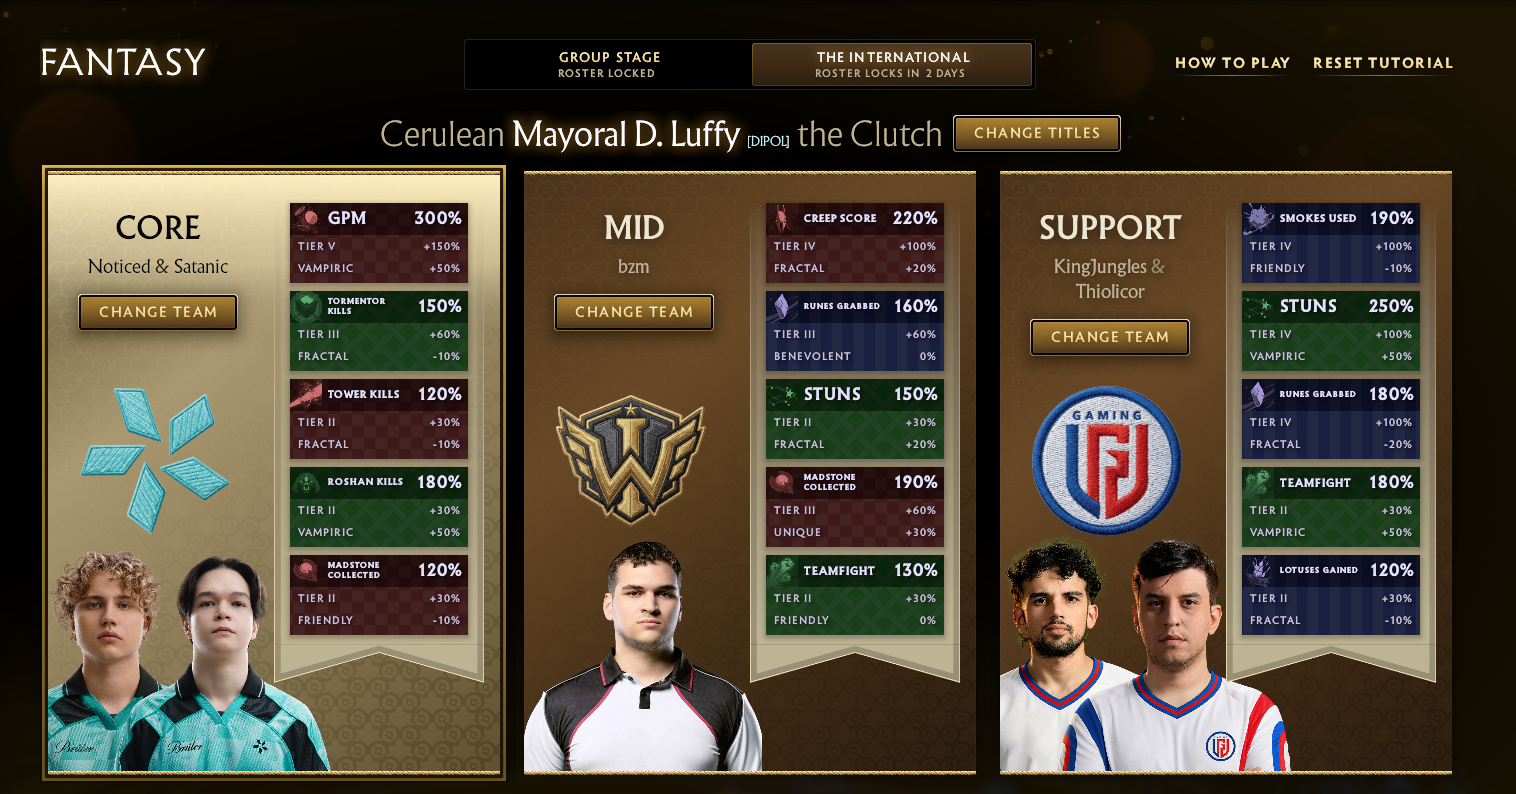 FANTASY
GROUP STAGE
ROSTER LOCKED
THE INTERNATIONAL
ROSTER LOCKS IN 2 DAYS
HOW TO PLAY
RESET TUTORIAL
Cerulean Mayoral D. Luffy [DIPOL] the Clutch
CHANGE TITLES
CORE
Noticed & Satanic
CHANGE TEAM
GPM 300%
TIER V +150%
VAMPIRIC +50%
TORMENTOR
KILLS 150%
TIER III +60%
FRACTAL -10%
TOWER KILLS 120%
TIER II +30%
FRACTAL -10%
ROSHAN KILLS 180%
TIER II +30%
VAMPIRIC +50%
MADSTONE
COLLECTED 120%
TIER II +30%
FRIENDLY -10%
MID
bzm
CHANGE TEAM
CREEP SCORE 220%
TIER IV +100%
FRACTAL +20%
RUNES GRABBED 160%
TIER III +60%
BENEVOLENT 0%
STUNS 150%
TIER II +30%
FRACTAL +20%
MADSTONE
COLLECTED 190%
TIER III +60%
UNIQUE +30%
TEAMFIGHT 130%
TIER II +30%
FRIENDLY 0%
SUPPORT
KingJungles &
Thiolicor
CHANGE TEAM
GAMING
SMOKES USED 190%
TIER IV +100%
FRIENDLY -10%
STUNS 250%
TIER IV +100%
VAMPIRIC +50%
RUNES GRABBED 180%
TIER IV +100%
FRACTAL -20%
TEAMFIGHT 180%
TIER II +30%
VAMPIRIC +50%
LOTUSES GAINED 120%
TIER II +30%
FRACTAL -10%